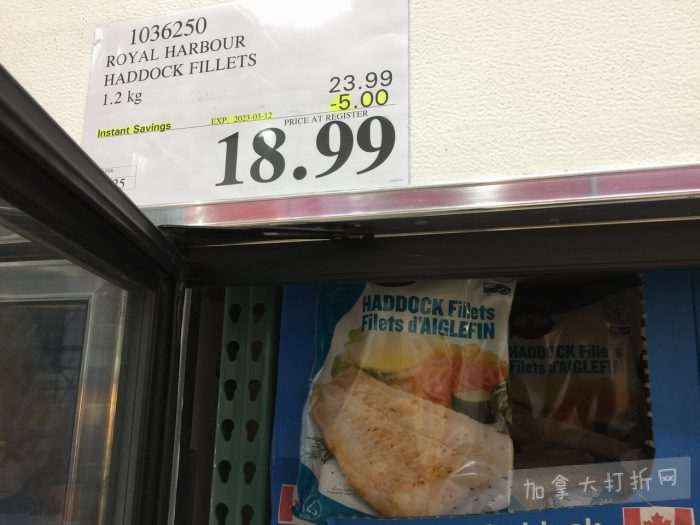 1036250
ROYAL HARBOUR
HADDOCK FILLETS
1.2 kg
23.99
-5.00
Instant Savings
EXP. 2023-03-12
PRICE AT REGISTER
18.99
HADDOCK Fillets
Filets d'AIGLEFIN
HADDOCK Fillets
Filets d'AIGLEFIN
加拿大打折网